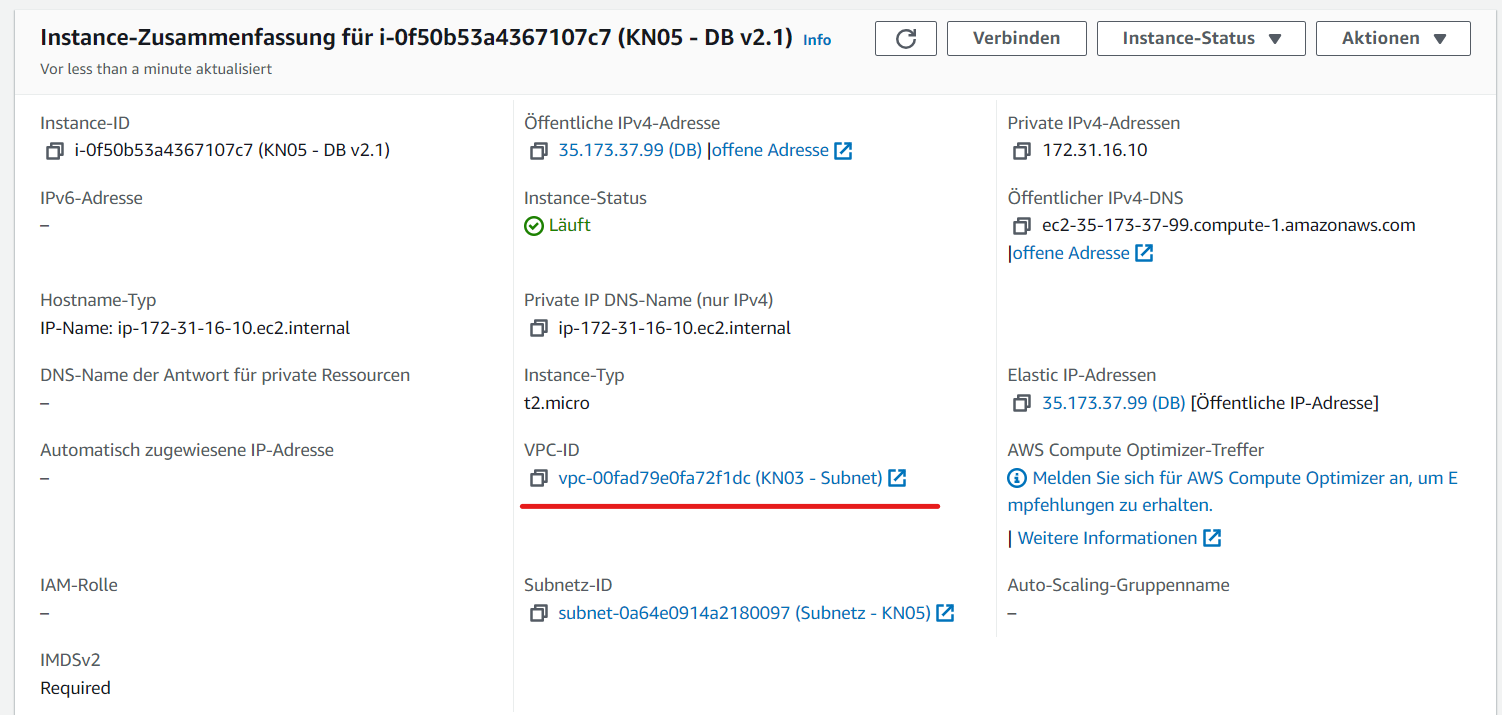 Instance-Zusammenfassung für i-0f50b53a4367107c7 (KN05 - DB v2.1) Info
Verbinden
Instance-Status
Aktionen
Vor less than a minute aktualisiert
Instance-ID
i-0f50b53a4367107c7 (KN05 - DB v2.1)
Öffentliche IPv4-Adresse
35.173.37.99 (DB) |offene Adresse
Private IPv4-Adressen
172.31.16.10
IPv6-Adresse
–
Instance-Status
Läuft
Öffentlicher IPv4-DNS
ec2-35-173-37-99.compute-1.amazonaws.com
|offene Adresse
Hostname-Typ
IP-Name: ip-172-31-16-10.ec2.internal
Private IP DNS-Name (nur IPv4)
ip-172-31-16-10.ec2.internal
DNS-Name der Antwort für private Ressourcen
–
Instance-Typ
t2.micro
Elastic IP-Adressen
35.173.37.99 (DB) [Öffentliche IP-Adresse]
Automatisch zugewiesene IP-Adresse
–
VPC-ID
vpc-00fad79e0fa72f1dc (KN03 - Subnet)
AWS Compute Optimizer-Treffer
Melden Sie sich für AWS Compute Optimizer an, um E
mpfehlungen zu erhalten.
| Weitere Informationen
IAM-Rolle
–
Subnetz-ID
subnet-0a64e0914a2180097 (Subnetz - KN05)
Auto-Scaling-Gruppenname
–
IMDSv2
Required